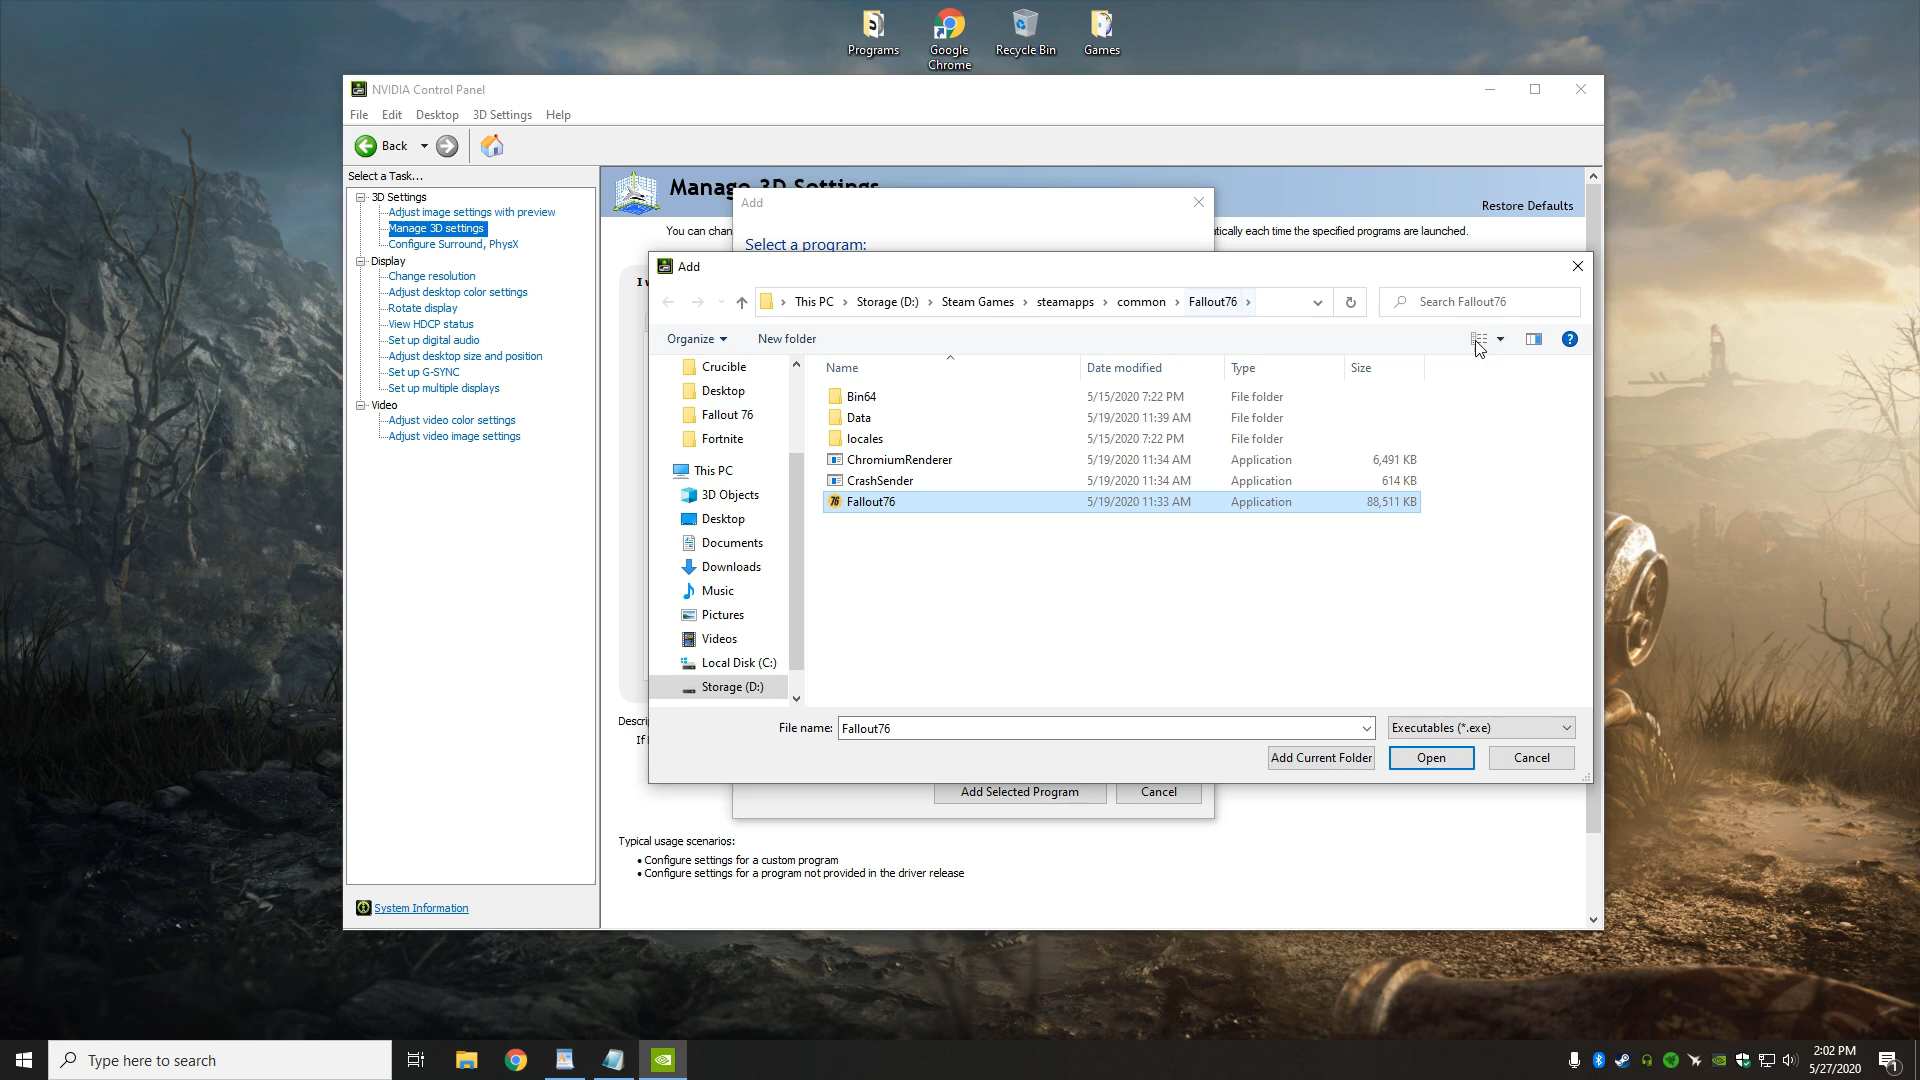 Programs
Google Chrome
Recycle Bin
Games
NVIDIA Control Panel
File Edit Desktop 3D Settings Help
Back
Select a Task...
3D Settings
Adjust image settings with preview
Manage 3D settings
Configure Surround, PhysX
Display
Change resolution
Adjust desktop color settings
Rotate display
View HDCP status
Set up digital audio
Adjust desktop size and position
Set up G-SYNC
Set up multiple displays
Video
Adjust video color settings
Adjust video image settings
System Information
Manage 3D Settings
Restore Defaults
You can chan
tically each time the specified programs are launched.
I w
Add
Select a program:
Add
This PC > Storage (D:) > Steam Games > steamapps > common > Fallout76 >
Search Fallout76
Organize New folder
Crucible
Desktop
Fallout 76
Fortnite
This PC
3D Objects
Desktop
Documents
Downloads
Music
Pictures
Videos
Local Disk (C:)
Storage (D:)
Name Date modified Type Size
Bin64 5/15/2020 7:22 PM File folder
Data 5/19/2020 11:39 AM File folder
locales 5/15/2020 7:22 PM File folder
ChromiumRenderer 5/19/2020 11:34 AM Application 6,491 KB
CrashSender 5/19/2020 11:34 AM Application 614 KB
76 Fallout76 5/19/2020 11:33 AM Application 88,511 KB
File name: Fallout76 Executables (*.exe)
Add Current Folder Open Cancel
Add Selected Program Cancel
Descri
If
Typical usage scenarios:
• Configure settings for a custom program
• Configure settings for a program not provided in the driver release
Type here to search
2:02 PM
5/27/2020
1